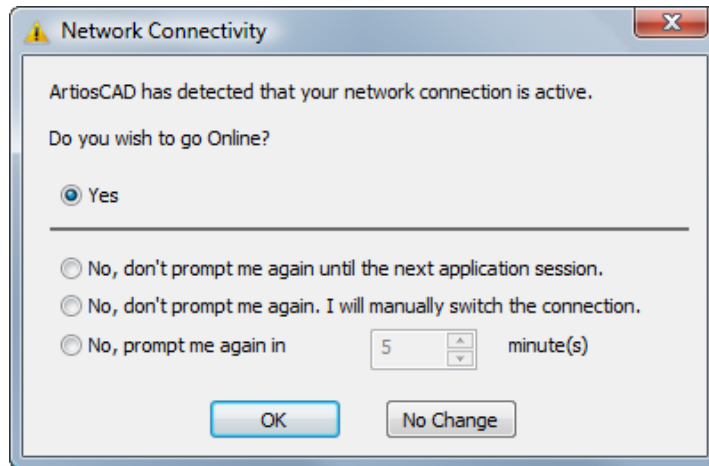 Network Connectivity
ArtiosCAD has detected that your network connection is active.
Do you wish to go Online?
Yes
No, don't prompt me again until the next application session.
No, don't prompt me again. I will manually switch the connection.
No, prompt me again in 5 minute(s)
OK No Change